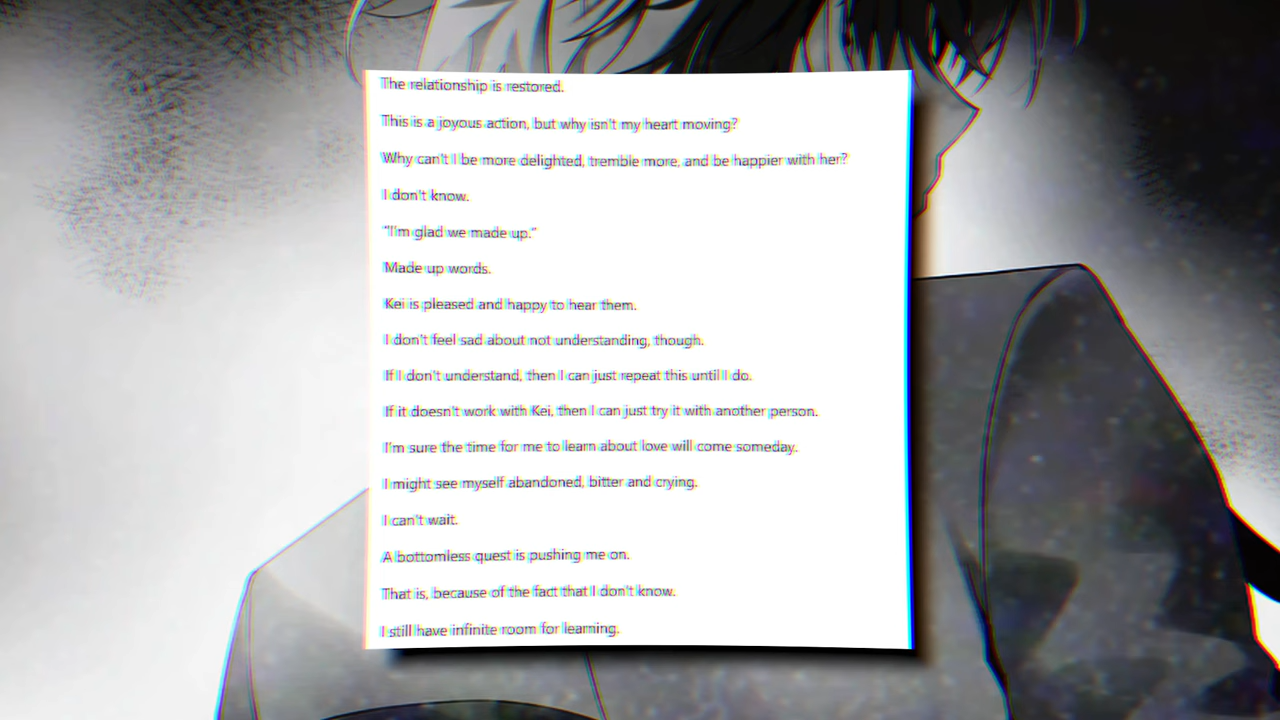 The relationship is restored.
This is a joyous action, but why isn't my heart moving?
Why can't I be more delighted, tremble more, and be happier with her?
I don't know.
"I'm glad we made up."
Made up words.
Kei is pleased and happy to hear them.
I don't feel sad about not understanding, though.
If I don't understand, then I can just repeat this until I do.
If it doesn't work with Kei, then I can just try it with another person.
I'm sure the time for me to learn about love will come someday.
I might see myself abandoned, bitter and crying.
I can't wait.
A bottomless quest is pushing me on.
That is, because of the fact that I don't know.
I still have infinite room for learning.